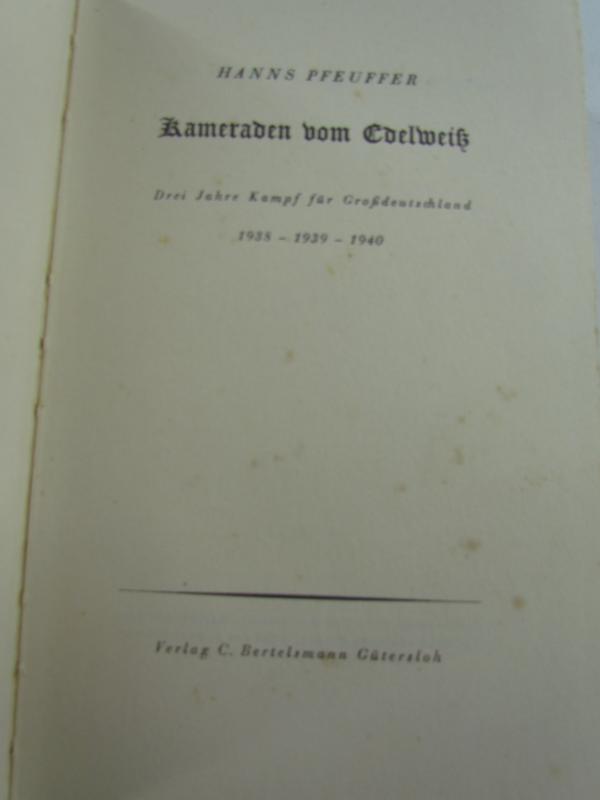 HANNS PFEUFFER
Kameraden vom Edelweiß
Drei Jahre Kampf für Großdeutschland
1938 – 1939 – 1940
Verlag C. Bertelsmann Gütersloh